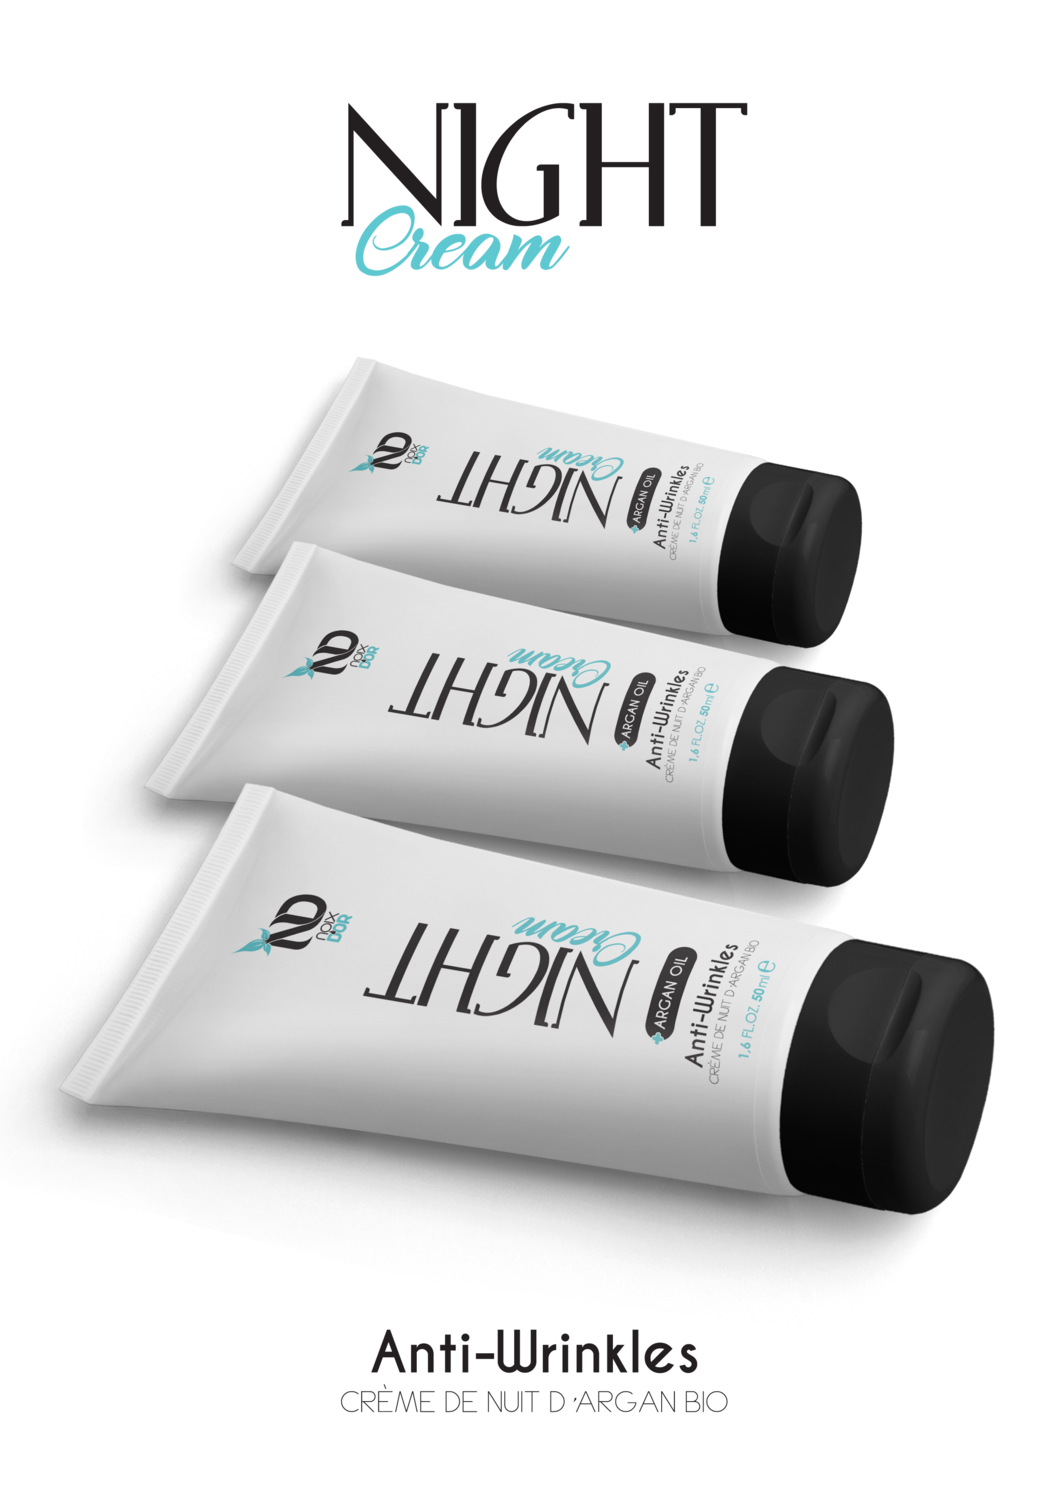 NIGHT
Cream
ND
NOIX
D'OR
NIGHT
Cream
ARGAN OIL
Anti-Wrinkles
CRÈME DE NUIT D'ARGAN BIO
1,6 FL.OZ. 50ml ℮
ND
NOIX
D'OR
NIGHT
Cream
ARGAN OIL
Anti-Wrinkles
CRÈME DE NUIT D'ARGAN BIO
1,6 FL.OZ. 50ml ℮
ND
NOIX
D'OR
NIGHT
Cream
ARGAN OIL
Anti-Wrinkles
CRÈME DE NUIT D'ARGAN BIO
1,6 FL.OZ. 50ml ℮
Anti-Wrinkles
CRÈME DE NUIT D'ARGAN BIO